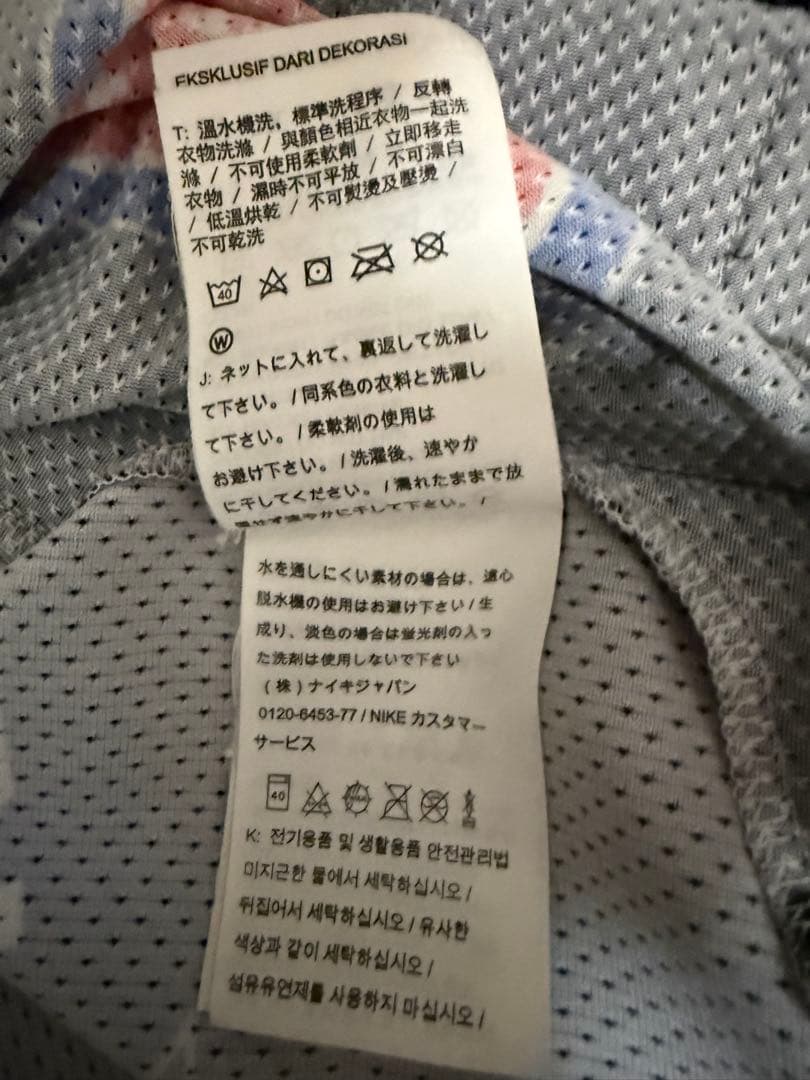 EKSKLUSIF DARI DEKORASI
T: 溫水機洗，標準洗程序 / 反轉
衣物洗滌 / 與顏色相近衣物一起洗
滌 / 不可使用柔軟劑 / 立即移走
衣物 / 濕時不可平放 / 不可漂白
/ 低溫烘乾 / 不可熨燙及壓燙 /
不可乾洗
40
W
J: ネットに入れて、裏返して洗濯し
て下さい。/同系色の衣料と洗濯し
て下さい。/柔軟剤の使用は
お避け下さい。/洗濯後、速やか
に干してください。/濡れたままで放
置せず速やかに干して下さい。/
水を通しにくい素材の場合は、遠心
脱水機の使用はお避け下さい/生
成り、淡色の場合は蛍光剤の入っ
た洗剤は使用しないで下さい
(株)ナイキジャパン
0120-6453-77 / NIKE カスタマー
サービス
40
K: 전기용품 및 생활용품 안전관리법
미지근한 물에서 세탁하십시오 /
뒤집어서 세탁하십시오 / 유사한
색상과 같이 세탁하십시오 /
섬유유연제를 사용하지 마십시오 /